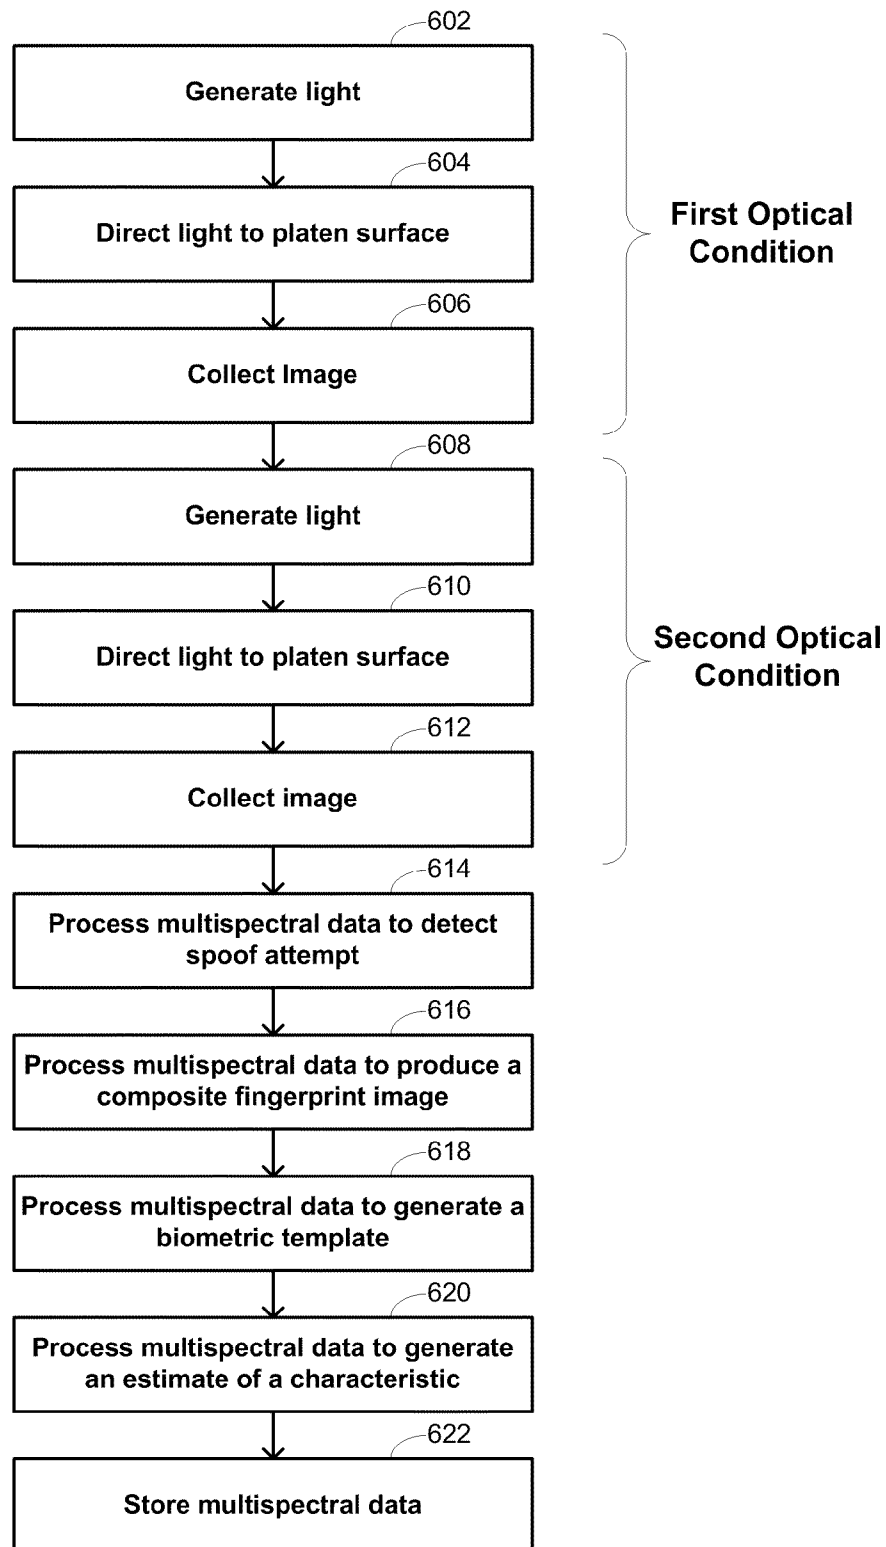 602
Generate light
604
Direct light to platen surface
606
Collect Image
First Optical
Condition
608
Generate light
610
Direct light to platen surface
612
Collect image
Second Optical
Condition
614
Process multispectral data to detect
spoof attempt
616
Process multispectral data to produce a
composite fingerprint image
618
Process multispectral data to generate a
biometric template
620
Process multispectral data to generate
an estimate of a characteristic
622
Store multispectral data